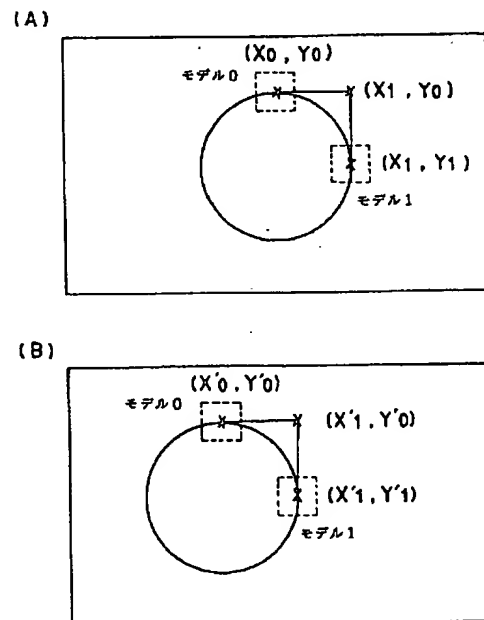 (A)
(X0, Y0)
モデル0
(X1, Y0)
(X1, Y1)
モデル1
(B)
(X'0, Y'0)
モデル0
(X'1, Y'0)
(X'1, Y'1)
モデル1